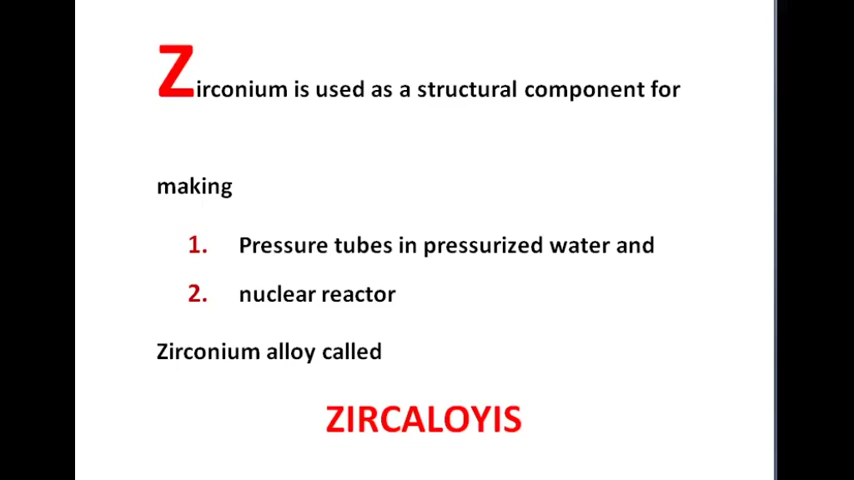 Zirconium is used as a structural component for
making
1. Pressure tubes in pressurized water and
2. nuclear reactor
Zirconium alloy called
ZIRCALOYIS